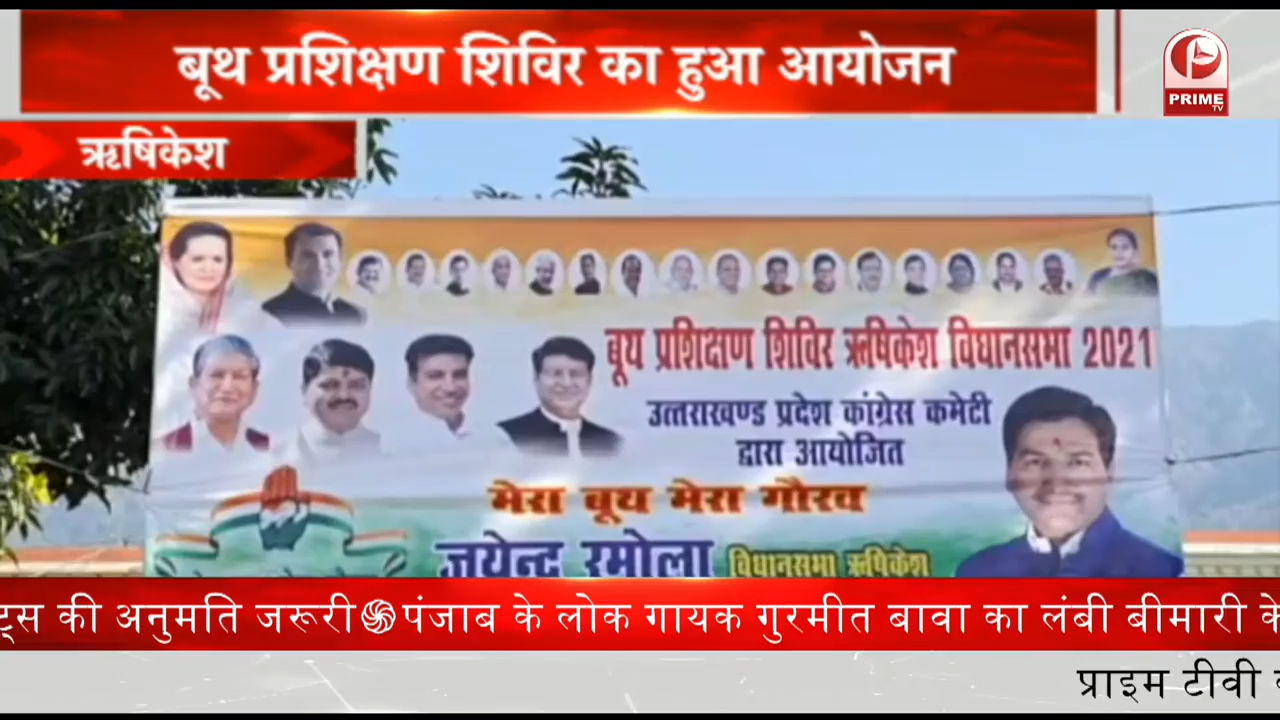 बूथ प्रशिक्षण शिविर का हुआ आयोजन
PRIME
TV
ऋषिकेश
बूथ प्रशिक्षण शिविर ऋषिकेश विधानसभा 2021
उत्तराखण्ड प्रदेश कांग्रेस कमेटी
द्वारा आयोजित
मेरा बूथ मेरा गौरव
जयेन्द्र रमोला विधानसभा ऋषिकेश
की अनुमति जरूरी पंजाब के लोक गायक गुरमीत बावा का लंबी बीमारी के
प्राइम टीवी